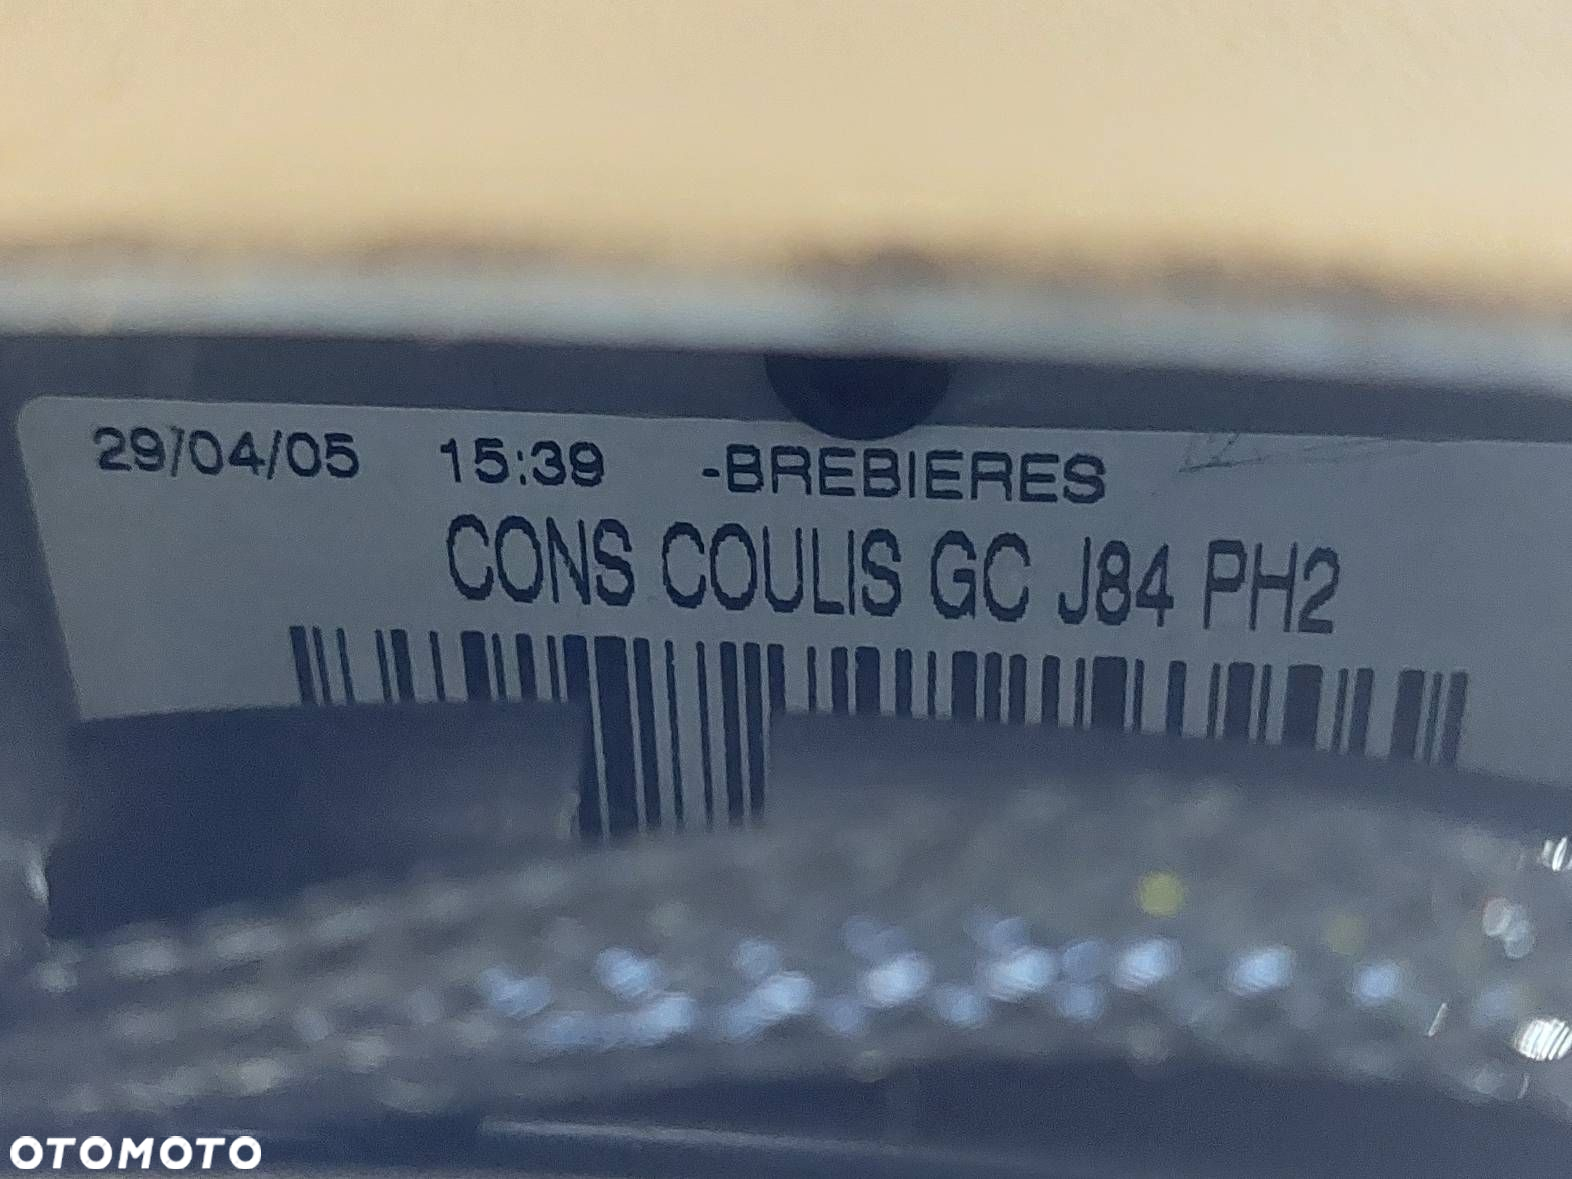 29/04/05 15:39 -BREBIERES
CONS COULIS GC J84 PH2
OTOMOTO